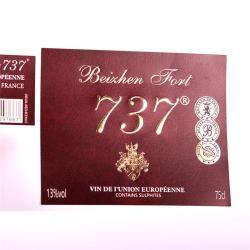 737®
OPÉENNE
FRANCE
Beizhen Fort
737®
B
13%vol
VIN DE l'UNION EUROPÉENNE
CONTAINS SULPHITES
75cl